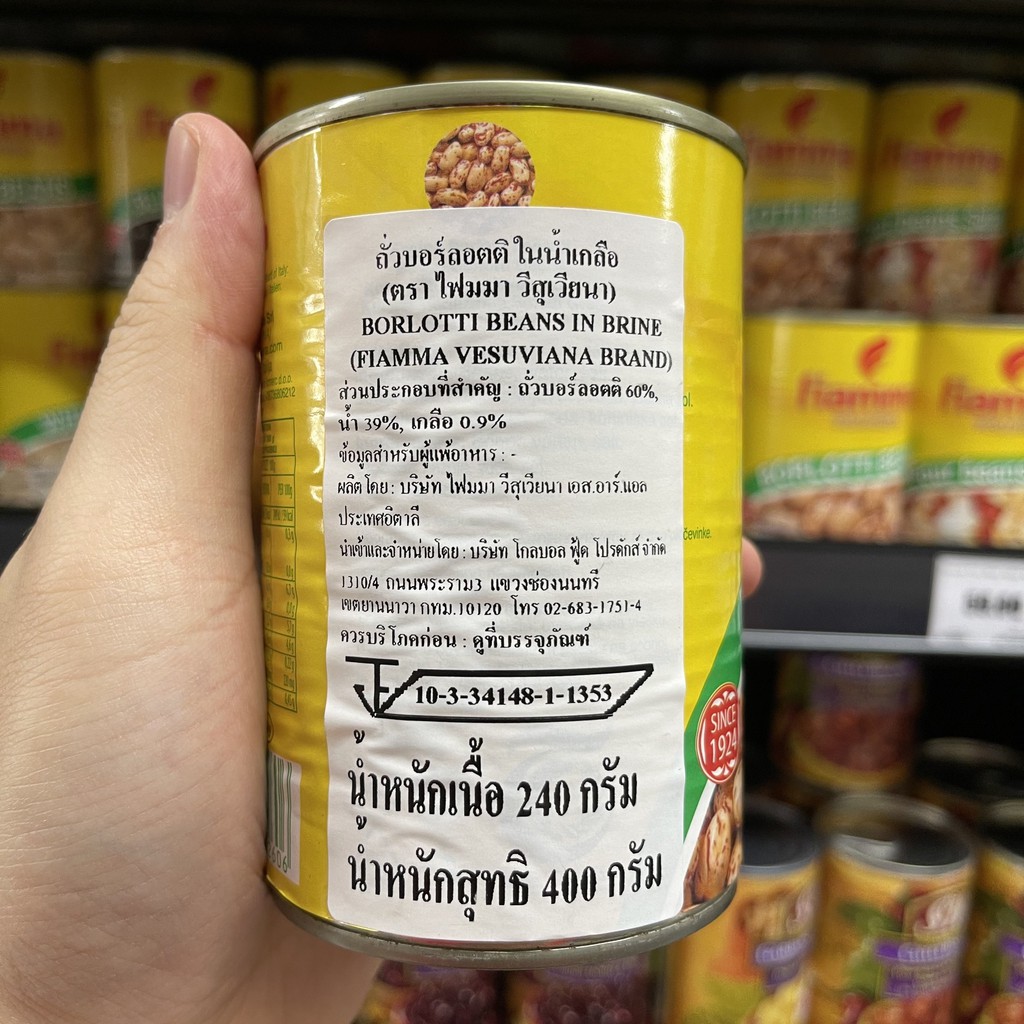 ถั่วบอร์ลอตติ ในน้ำเกลือ
(ตรา ไฟมมา วีสุเวียนา)
BORLOTTI BEANS IN BRINE
(FIAMMA VESUVIANA BRAND)
ส่วนประกอบที่สำคัญ : ถั่วบอร์ลอตติ 60%,
น้ำ 39%, เกลือ 0.9%
ข้อมูลสำหรับผู้แพ้อาหาร : -
ผลิตโดย: บริษัท ไฟมมา วีสุเวียนา เอส.อาร์.แอล
ประเทศอิตาลี
นำเข้าและจำหน่ายโดย : บริษัท โกลบอล ฟู้ด โปรดักส์ จำกัด
1310/4 ถนนพระราม3 แขวงช่องนนทรี
เขตยานนาวา กทม.10120 โทร 02-683-1751-4
ควรบริโภคก่อน : ดูที่บรรจุภัณฑ์
10-3-34148-1-1353
น้ำหนักเนื้อ 240 กรัม
น้ำหนักสุทธิ 400 กรัม
SINCE
1924
čevinke.
PER 100g
fiamma
fiamma
fiamma
BORLOTTI